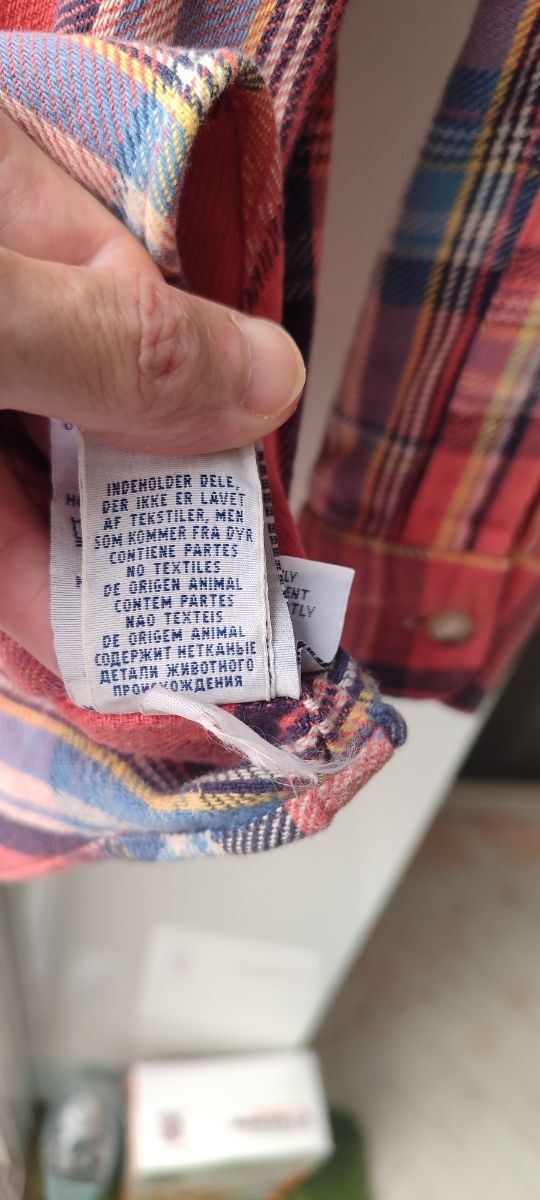 INDEHOLDER DELE,
DER IKKE ER LAVET
AF TEKSTILER, MEN
SOM KOMMER FRA DYR
CONTIENE PARTES
NO TEXTILES
DE ORIGEN ANIMAL
CONTEM PARTES
NAO TEXTEIS
DE ORIGEM ANIMAL
СОДЕРЖИТ НЕТКАНЫЕ
ДЕТАЛИ ЖИВОТНОГО
ПРОИСХОЖДЕНИЯ